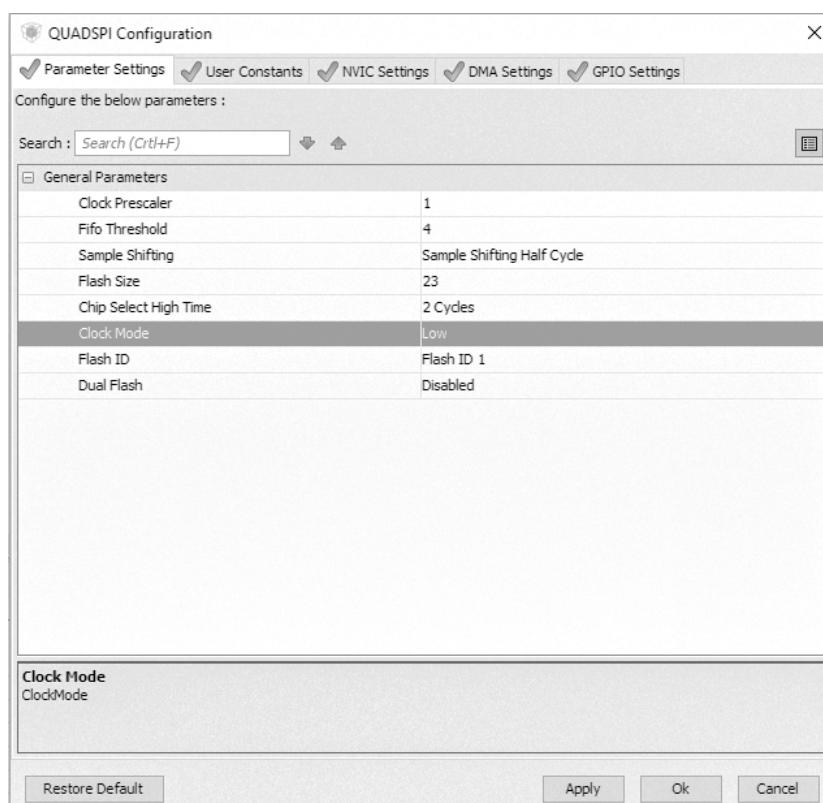 QUADSPI Configuration
Parameter Settings User Constants NVIC Settings DMA Settings GPIO Settings
Configure the below parameters :
Search : Search (Crtl+F)
General Parameters
Clock Prescaler 1
Fifo Threshold 4
Sample Shifting Sample Shifting Half Cycle
Flash Size 23
Chip Select High Time 2 Cycles
Clock Mode Low
Flash ID Flash ID 1
Dual Flash Disabled
Clock Mode
ClockMode
Restore Default Apply Ok Cancel